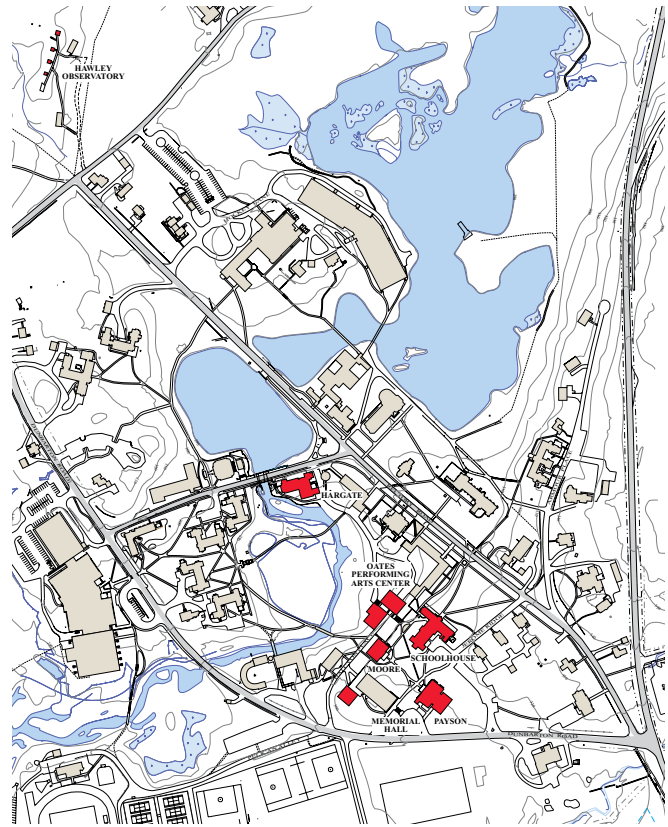 HAWLEY
OBSERVATORY
HARGATE
OATES
PERFORMING
ARTS CENTER
SCHOOLHOUSE
MOORE
MEMORIAL
HALL
PAYSON
DUNBARTON ROAD